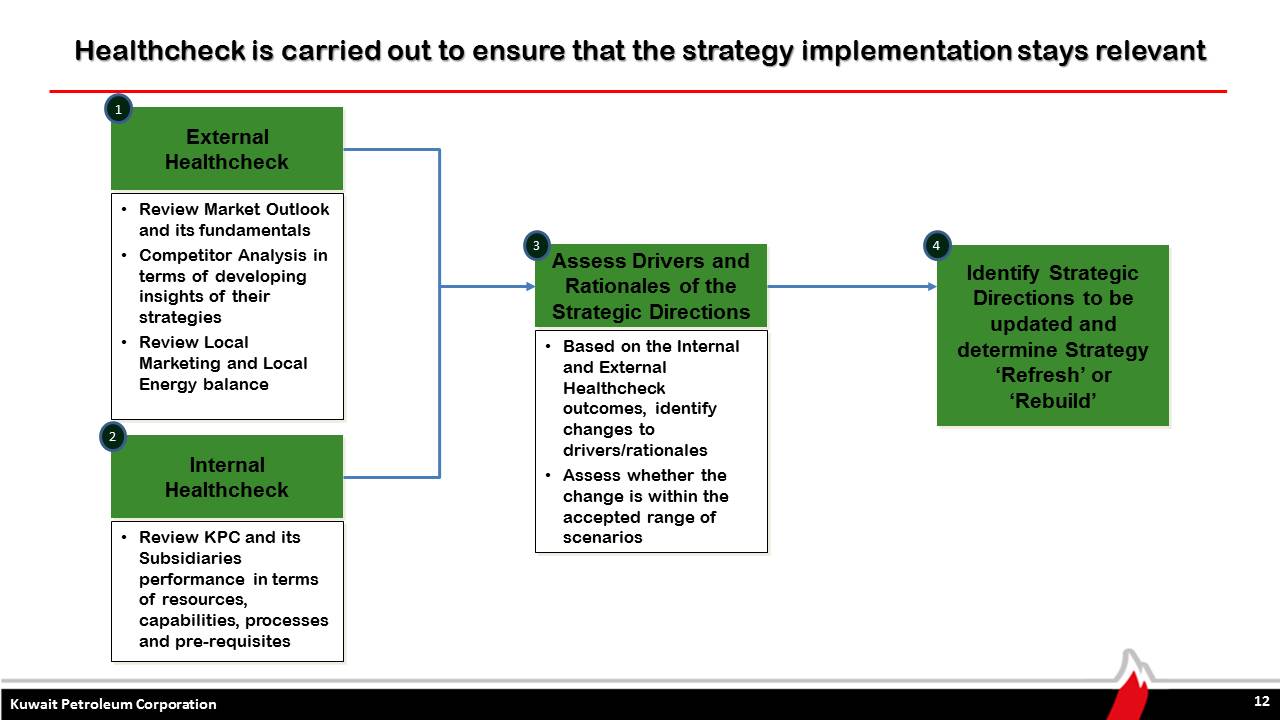 Healthcheck is carried out to ensure that the strategy implementation stays relevant
1
External
Healthcheck
• Review Market Outlook
and its fundamentals
• Competitor Analysis in
terms of developing
insights of their
strategies
• Review Local
Marketing and Local
Energy balance
2
Internal
Healthcheck
• Review KPC and its
Subsidiaries
performance in terms
of resources,
capabilities, processes
and pre-requisites
3
Assess Drivers and
Rationales of the
Strategic Directions
• Based on the Internal
and External
Healthcheck
outcomes, identify
changes to
drivers/rationales
• Assess whether the
change is within the
accepted range of
scenarios
4
Identify Strategic
Directions to be
updated and
determine Strategy
‘Refresh’ or
‘Rebuild’
Kuwait Petroleum Corporation
12